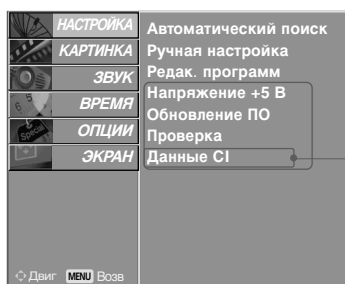 НАСТРОЙКА
КАРТИНКА
ЗВУК
ВРЕМЯ
ОПЦИИ
ЭКРАН
Автоматический поиск
Ручная настройка
Редак. программ
Напряжение +5 В
Обновление ПО
Проверка
Данные CI
Special
Двиг MENU Возв